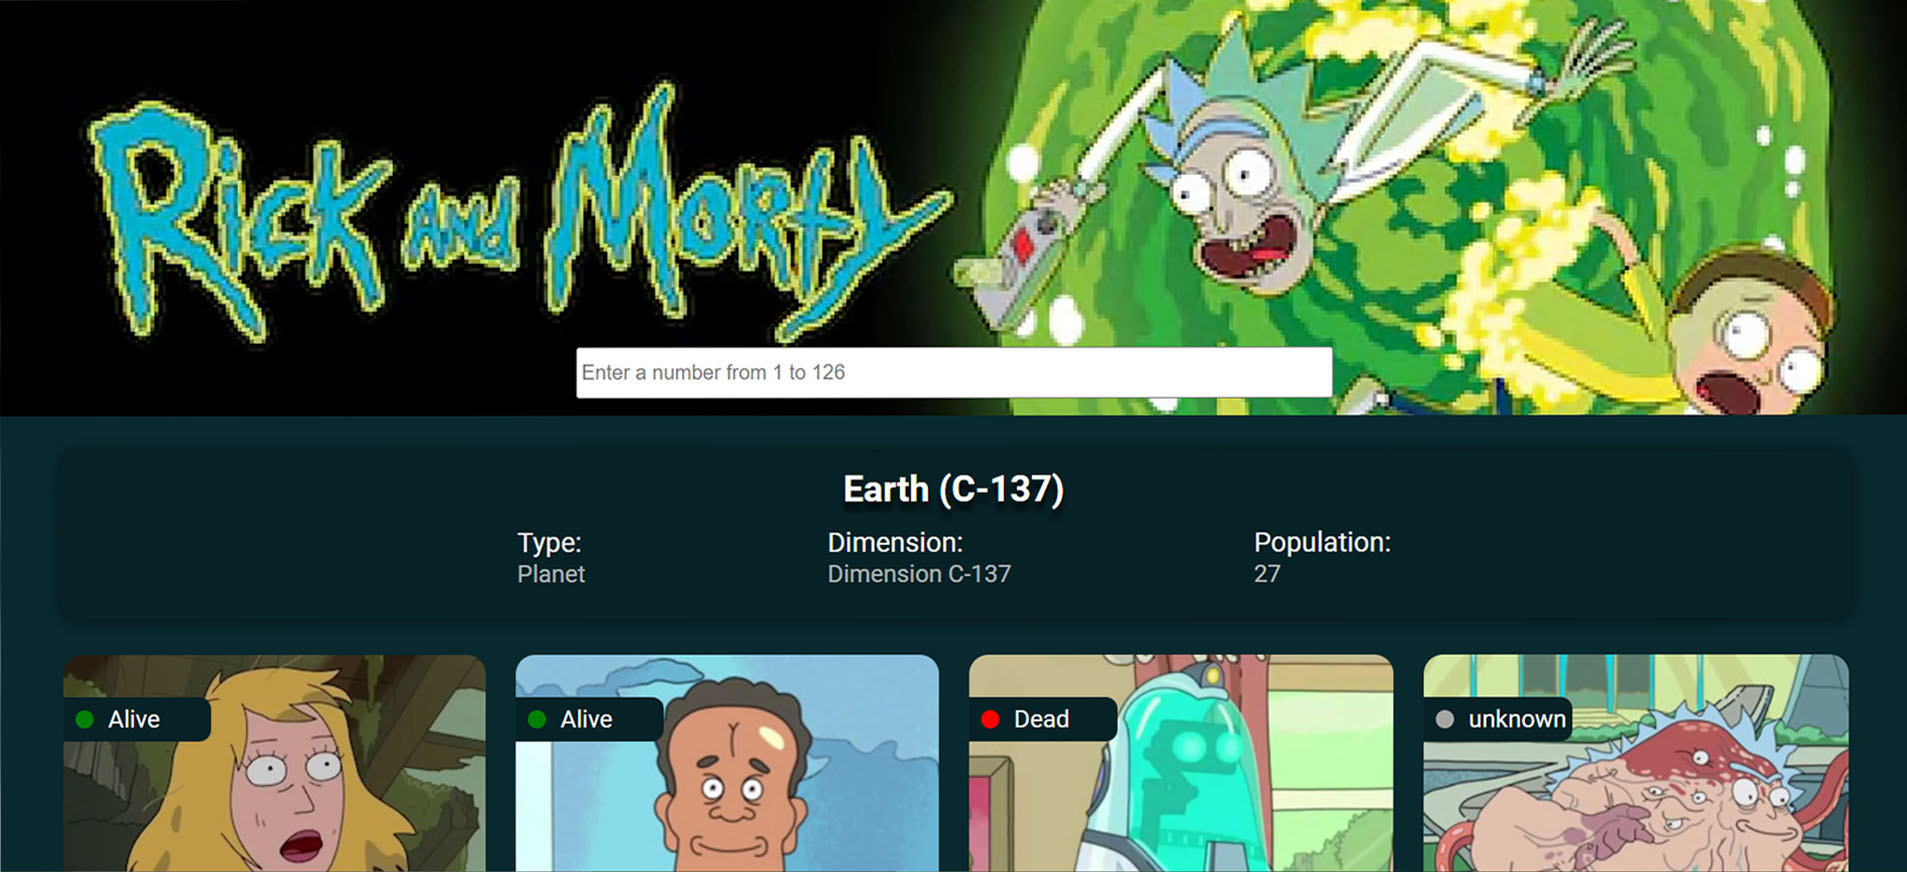 Rick and Morty
Enter a number from 1 to 126
Earth (C-137)
Type:
Planet
Dimension:
Dimension C-137
Population:
27
Alive
Alive
Dead
unknown